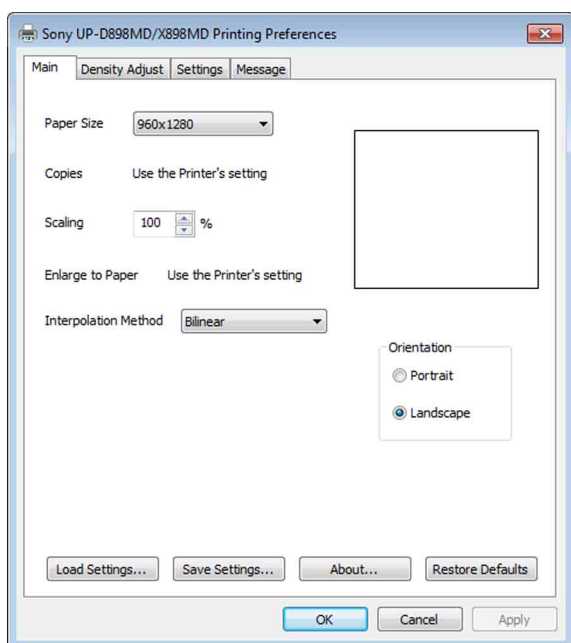 Sony UP-D898MD/X898MD Printing Preferences
Main Density Adjust Settings Message
Paper Size 960x1280
Copies Use the Printer's setting
Scaling 100 %
Enlarge to Paper Use the Printer's setting
Interpolation Method Bilinear
Orientation
Portrait
Landscape
Load Settings... Save Settings... About... Restore Defaults
OK Cancel Apply